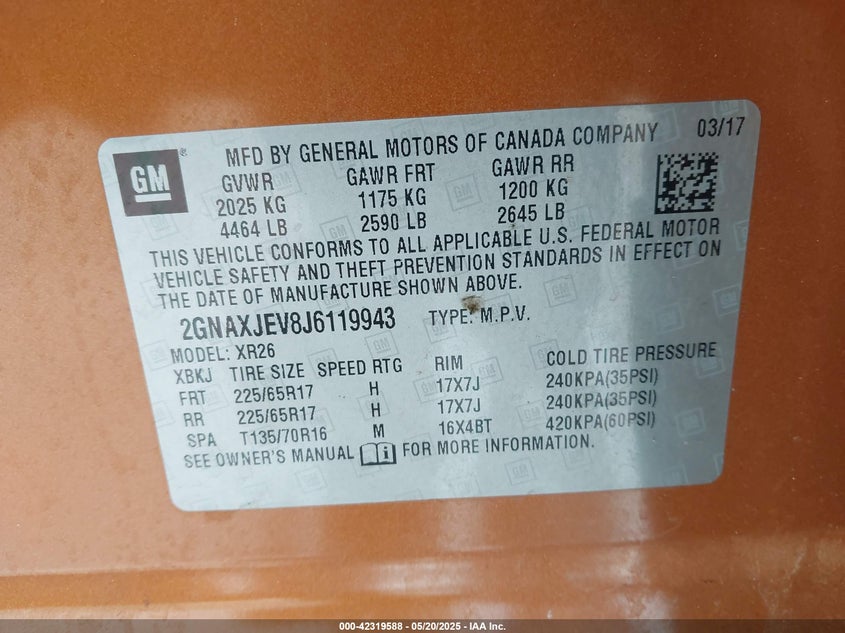 GM ®
MFD BY GENERAL MOTORS OF CANADA COMPANY 03/17
GVWR GAWR FRT GAWR RR
2025 KG 1175 KG 1200 KG
4464 LB 2590 LB 2645 LB
THIS VEHICLE CONFORMS TO ALL APPLICABLE U.S. FEDERAL MOTOR
VEHICLE SAFETY AND THEFT PREVENTION STANDARDS IN EFFECT ON
THE DATE OF MANUFACTURE SHOWN ABOVE.
2GNAXJEV8J6119943 TYPE: M.P.V.
MODEL: XR26
XBKJ TIRE SIZE SPEED RTG RIM COLD TIRE PRESSURE
FRT 225/65R17 H 17X7J 240KPA(35PSI)
RR 225/65R17 H 17X7J 240KPA(35PSI)
SPA T135/70R16 M 16X4BT 420KPA(60PSI)
SEE OWNER'S MANUAL FOR MORE INFORMATION.
000-42319588 — 05/20/2025 — IAA Inc.